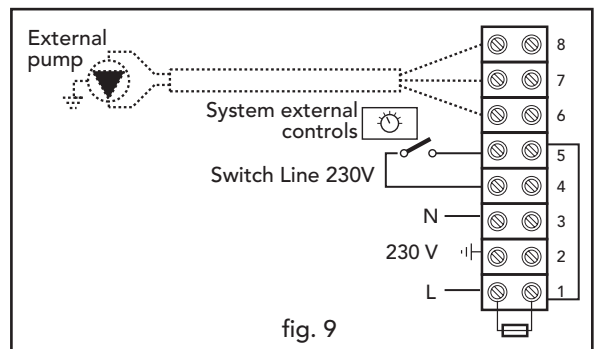 External
pump
8
7
System external
controls
6
5
Switch Line 230V
4
N
3
230 V
2
L
1
fig. 9